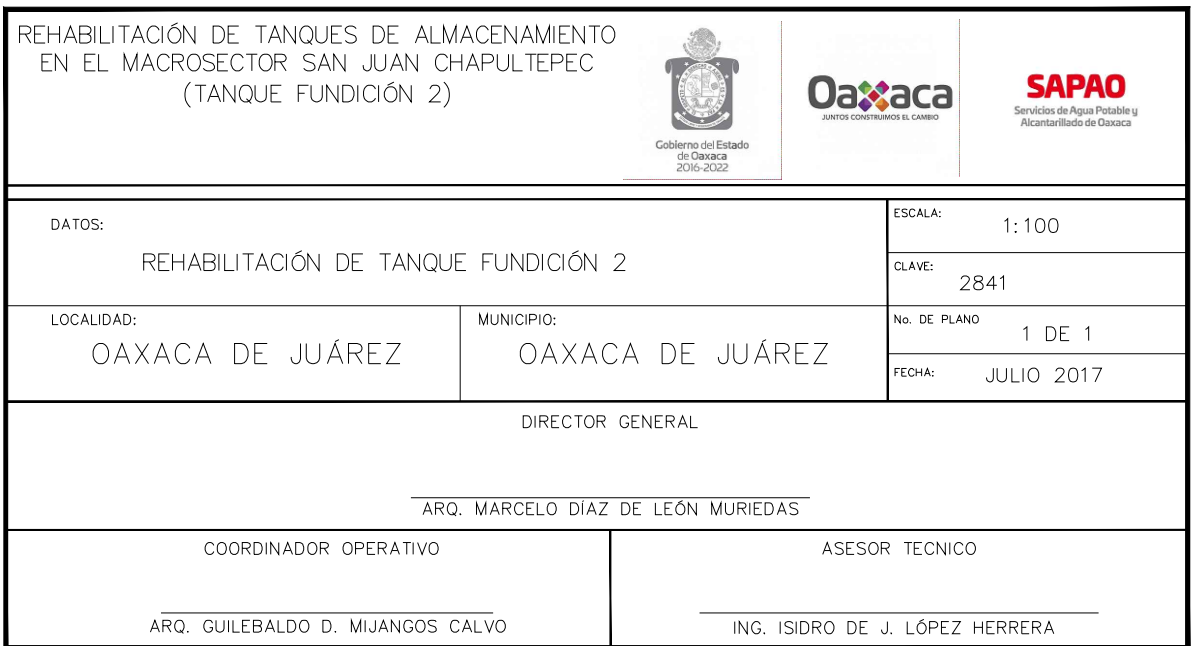 REHABILITACIÓN DE TANQUES DE ALMACENAMIENTO
EN EL MACROSECTOR SAN JUAN CHAPULTEPEC
(TANQUE FUNDICIÓN 2)
Gobierno del Estado
de Oaxaca
2016-2022
Oaxaca
JUNTOS CONSTRUIMOS EL CAMBIO
SAPAO
Servicios de Agua Potable y
Alcantarillado de Oaxaca
DATOS:
REHABILITACIÓN DE TANQUE FUNDICIÓN 2
ESCALA:
1:100
CLAVE:
2841
LOCALIDAD:
OAXACA DE JUÁREZ
MUNICIPIO:
OAXACA DE JUÁREZ
No. DE PLANO
1 DE 1
FECHA:
JULIO 2017
DIRECTOR GENERAL
ARQ. MARCELO DÍAZ DE LEÓN MURIEDAS
COORDINADOR OPERATIVO
ARQ. GUILEBALDO D. MIJANGOS CALVO
ASESOR TECNICO
ING. ISIDRO DE J. LÓPEZ HERRERA